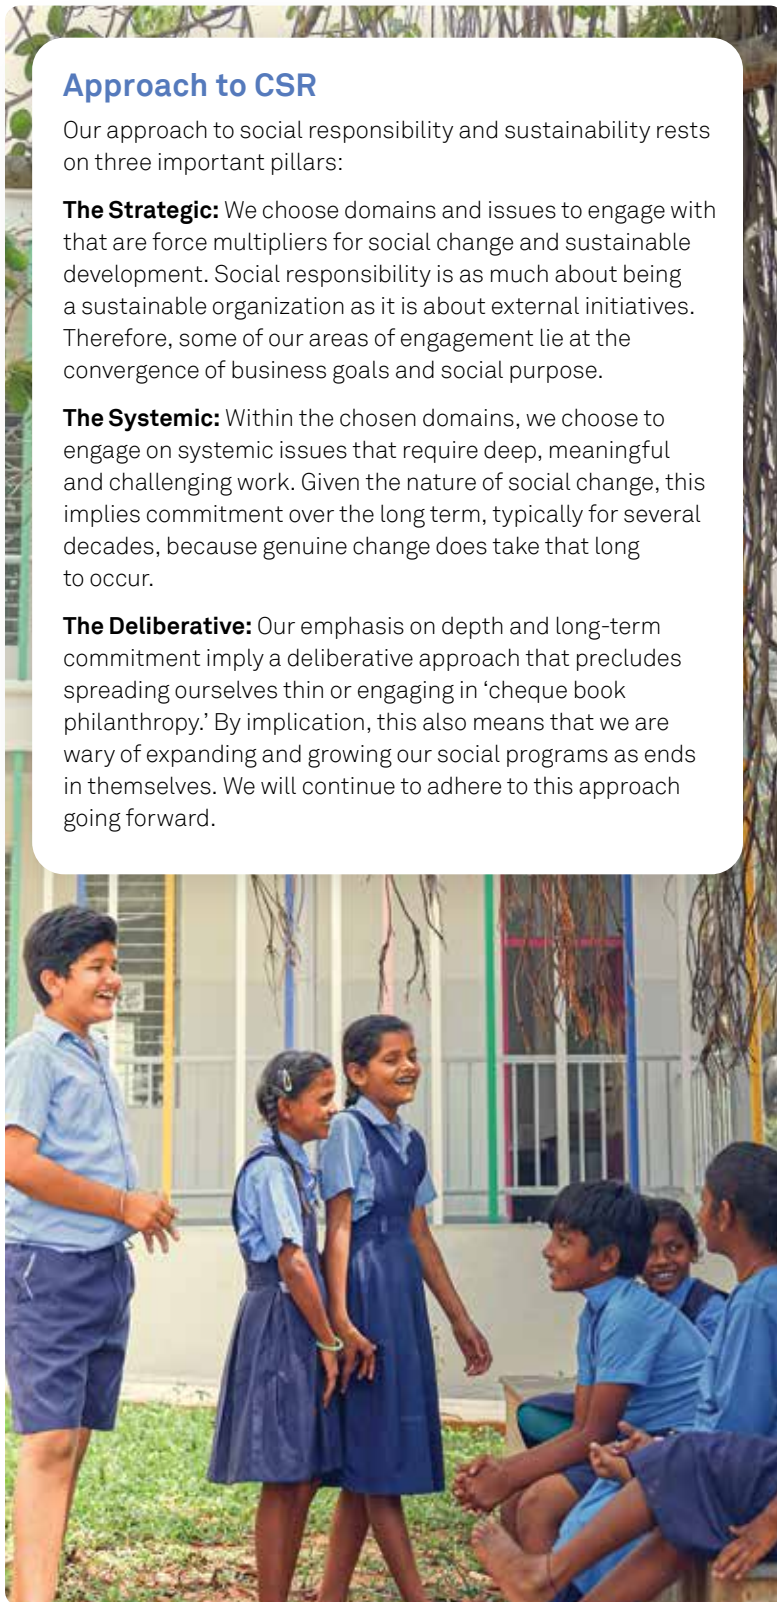 Approach to CSR
Our approach to social responsibility and sustainability rests
on three important pillars:
The Strategic: We choose domains and issues to engage with
that are force multipliers for social change and sustainable
development. Social responsibility is as much about being
a sustainable organization as it is about external initiatives.
Therefore, some of our areas of engagement lie at the
convergence of business goals and social purpose.
The Systemic: Within the chosen domains, we choose to
engage on systemic issues that require deep, meaningful
and challenging work. Given the nature of social change, this
implies commitment over the long term, typically for several
decades, because genuine change does take that long
to occur.
The Deliberative: Our emphasis on depth and long-term
commitment imply a deliberative approach that precludes
spreading ourselves thin or engaging in ‘cheque book
philanthropy.’ By implication, this also means that we are
wary of expanding and growing our social programs as ends
in themselves. We will continue to adhere to this approach
going forward.